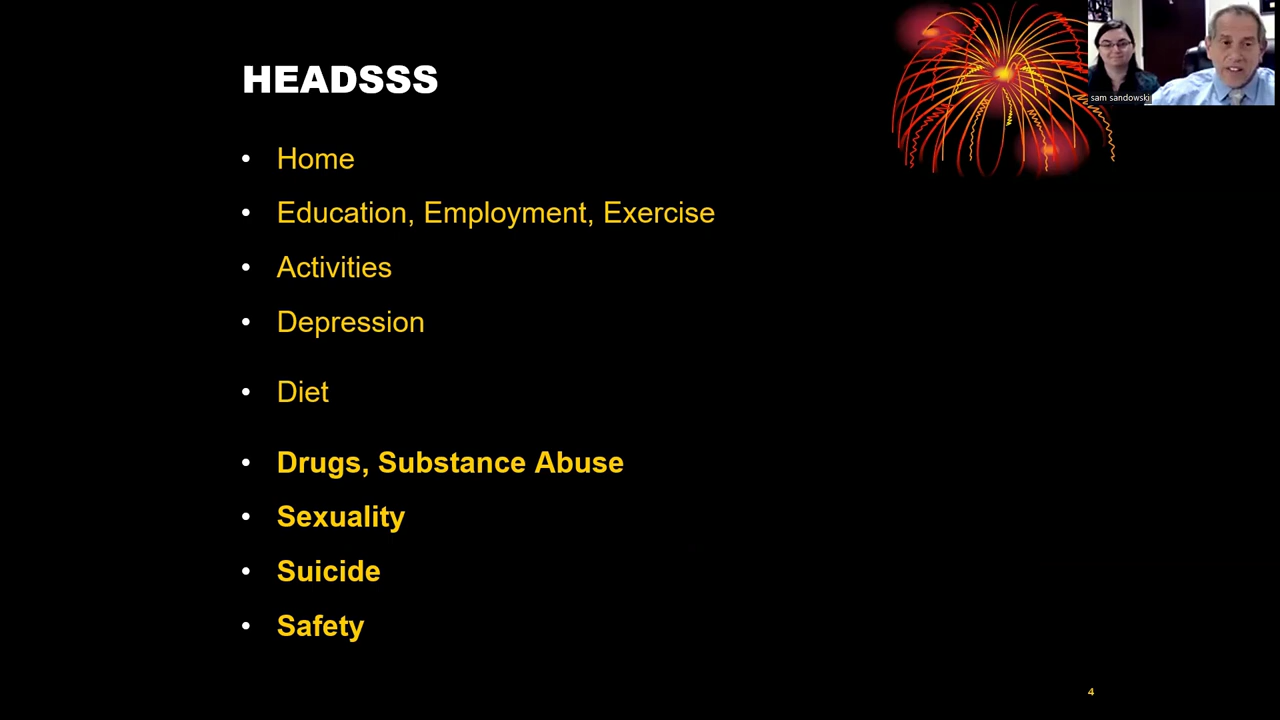 HEADSSS
sam sandowski
• Home
• Education, Employment, Exercise
• Activities
• Depression
• Diet
• Drugs, Substance Abuse
• Sexuality
• Suicide
• Safety
4